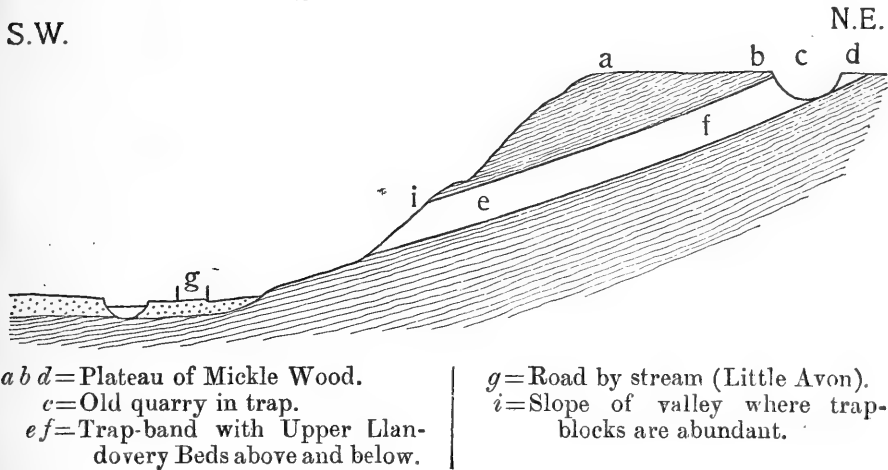 S.W.
N.E.
a
b
c
d
f
i
e
g
a b d=Plateau of Mickle Wood.
c=Old quarry in trap.
ef=Trap-band with Upper Llan-
dovery Beds above and below.
g=Road by stream (Little Avon).
i=Slope of valley where trap-
blocks are abundant.